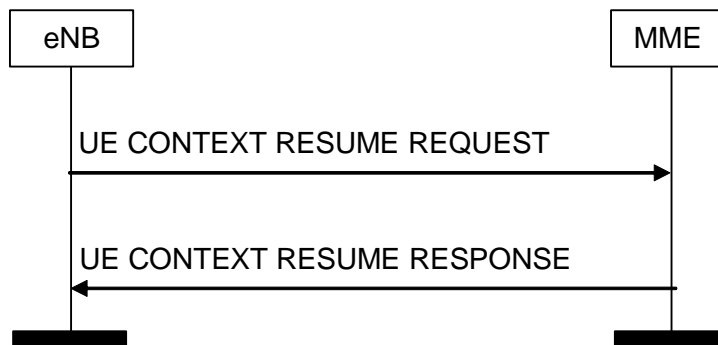 eNB
MME
UE CONTEXT RESUME REQUEST
UE CONTEXT RESUME RESPONSE